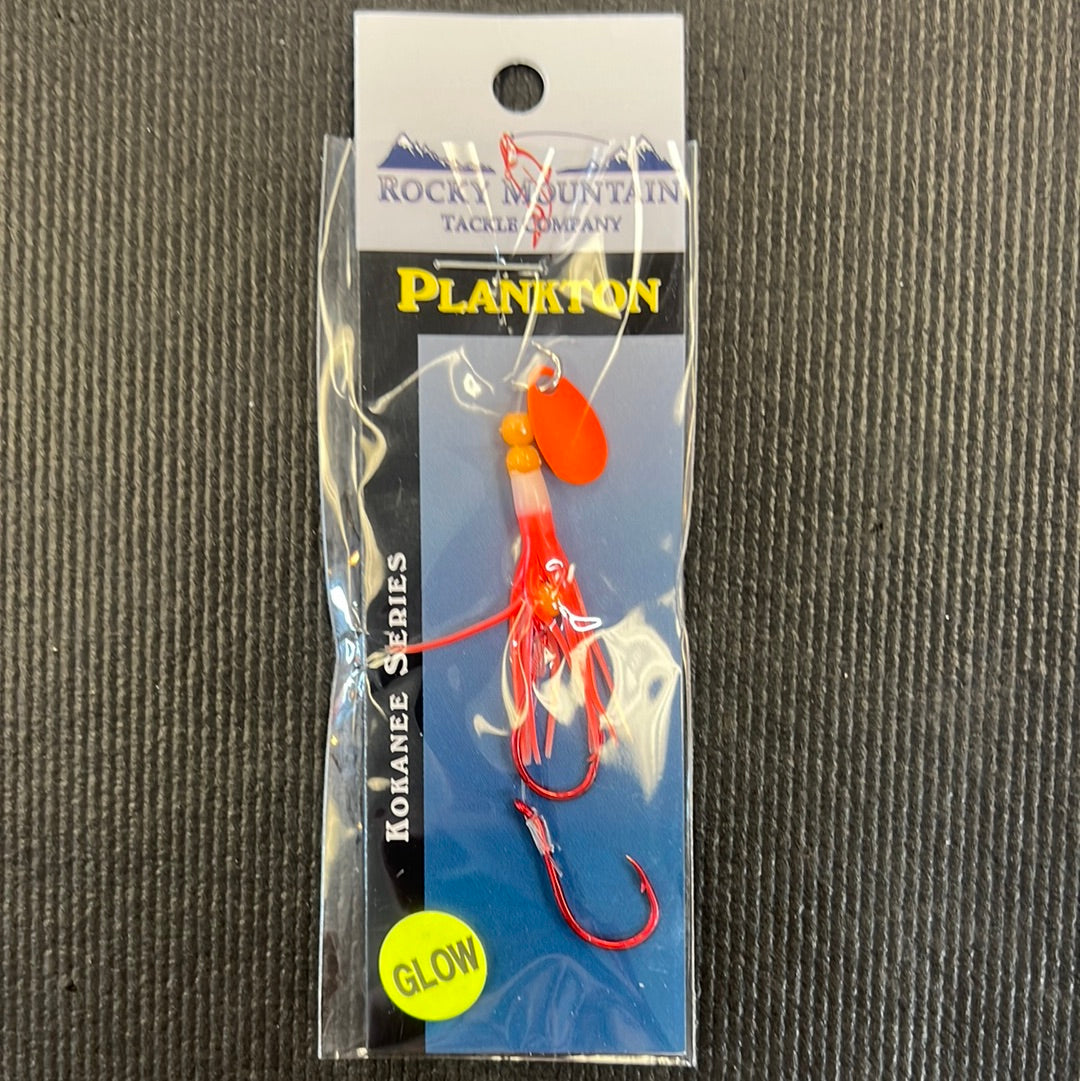 ROCKY MOUNTAIN
TACKLE COMPANY
PLANKTON
KOKANEE SERIES
GLOW